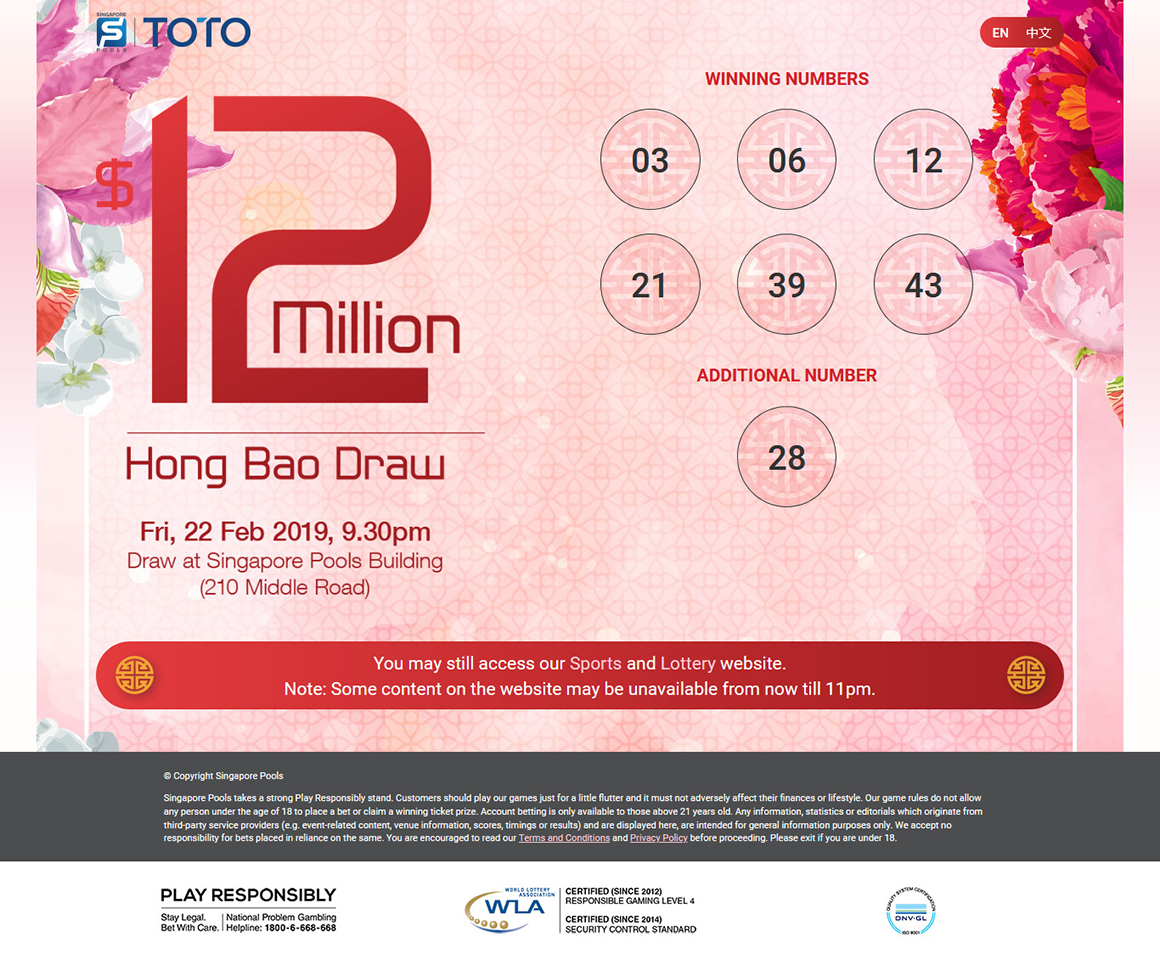 SINGAPORE
S
POOLS
TOTO
EN 中文
$12
Million
Hong Bao Draw
Fri, 22 Feb 2019, 9.30pm
Draw at Singapore Pools Building
(210 Middle Road)
WINNING NUMBERS
03 06 12
21 39 43
ADDITIONAL NUMBER
28
You may still access our Sports and Lottery website.
Note: Some content on the website may be unavailable from now till 11pm.
© Copyright Singapore Pools
Singapore Pools takes a strong Play Responsibly stand. Customers should play our games just for a little flutter and it must not adversely affect their finances or lifestyle. Our game rules do not allow
any person under the age of 18 to place a bet or claim a winning ticket prize. Account betting is only available to those above 21 years old. Any information, statistics or editorials which originate from
third-party service providers (e.g. event-related content, venue information, scores, timings or results) and are displayed here, are intended for general information purposes only. We accept no
responsibility for bets placed in reliance on the same. You are encouraged to read our Terms and Conditions and Privacy Policy before proceeding. Please exit if you are under 18.
PLAY RESPONSIBLY
Stay Legal.
Bet With Care.
National Problem Gambling
Helpline: 1800-6-668-668
WORLD LOTTERY
ASSOCIATION
WLA
CERTIFIED (SINCE 2012)
RESPONSIBLE GAMING LEVEL 4
CERTIFIED (SINCE 2014)
SECURITY CONTROL STANDARD
QUALITY SYSTEM CERTIFICATION
DNV·GL
ISO 9001